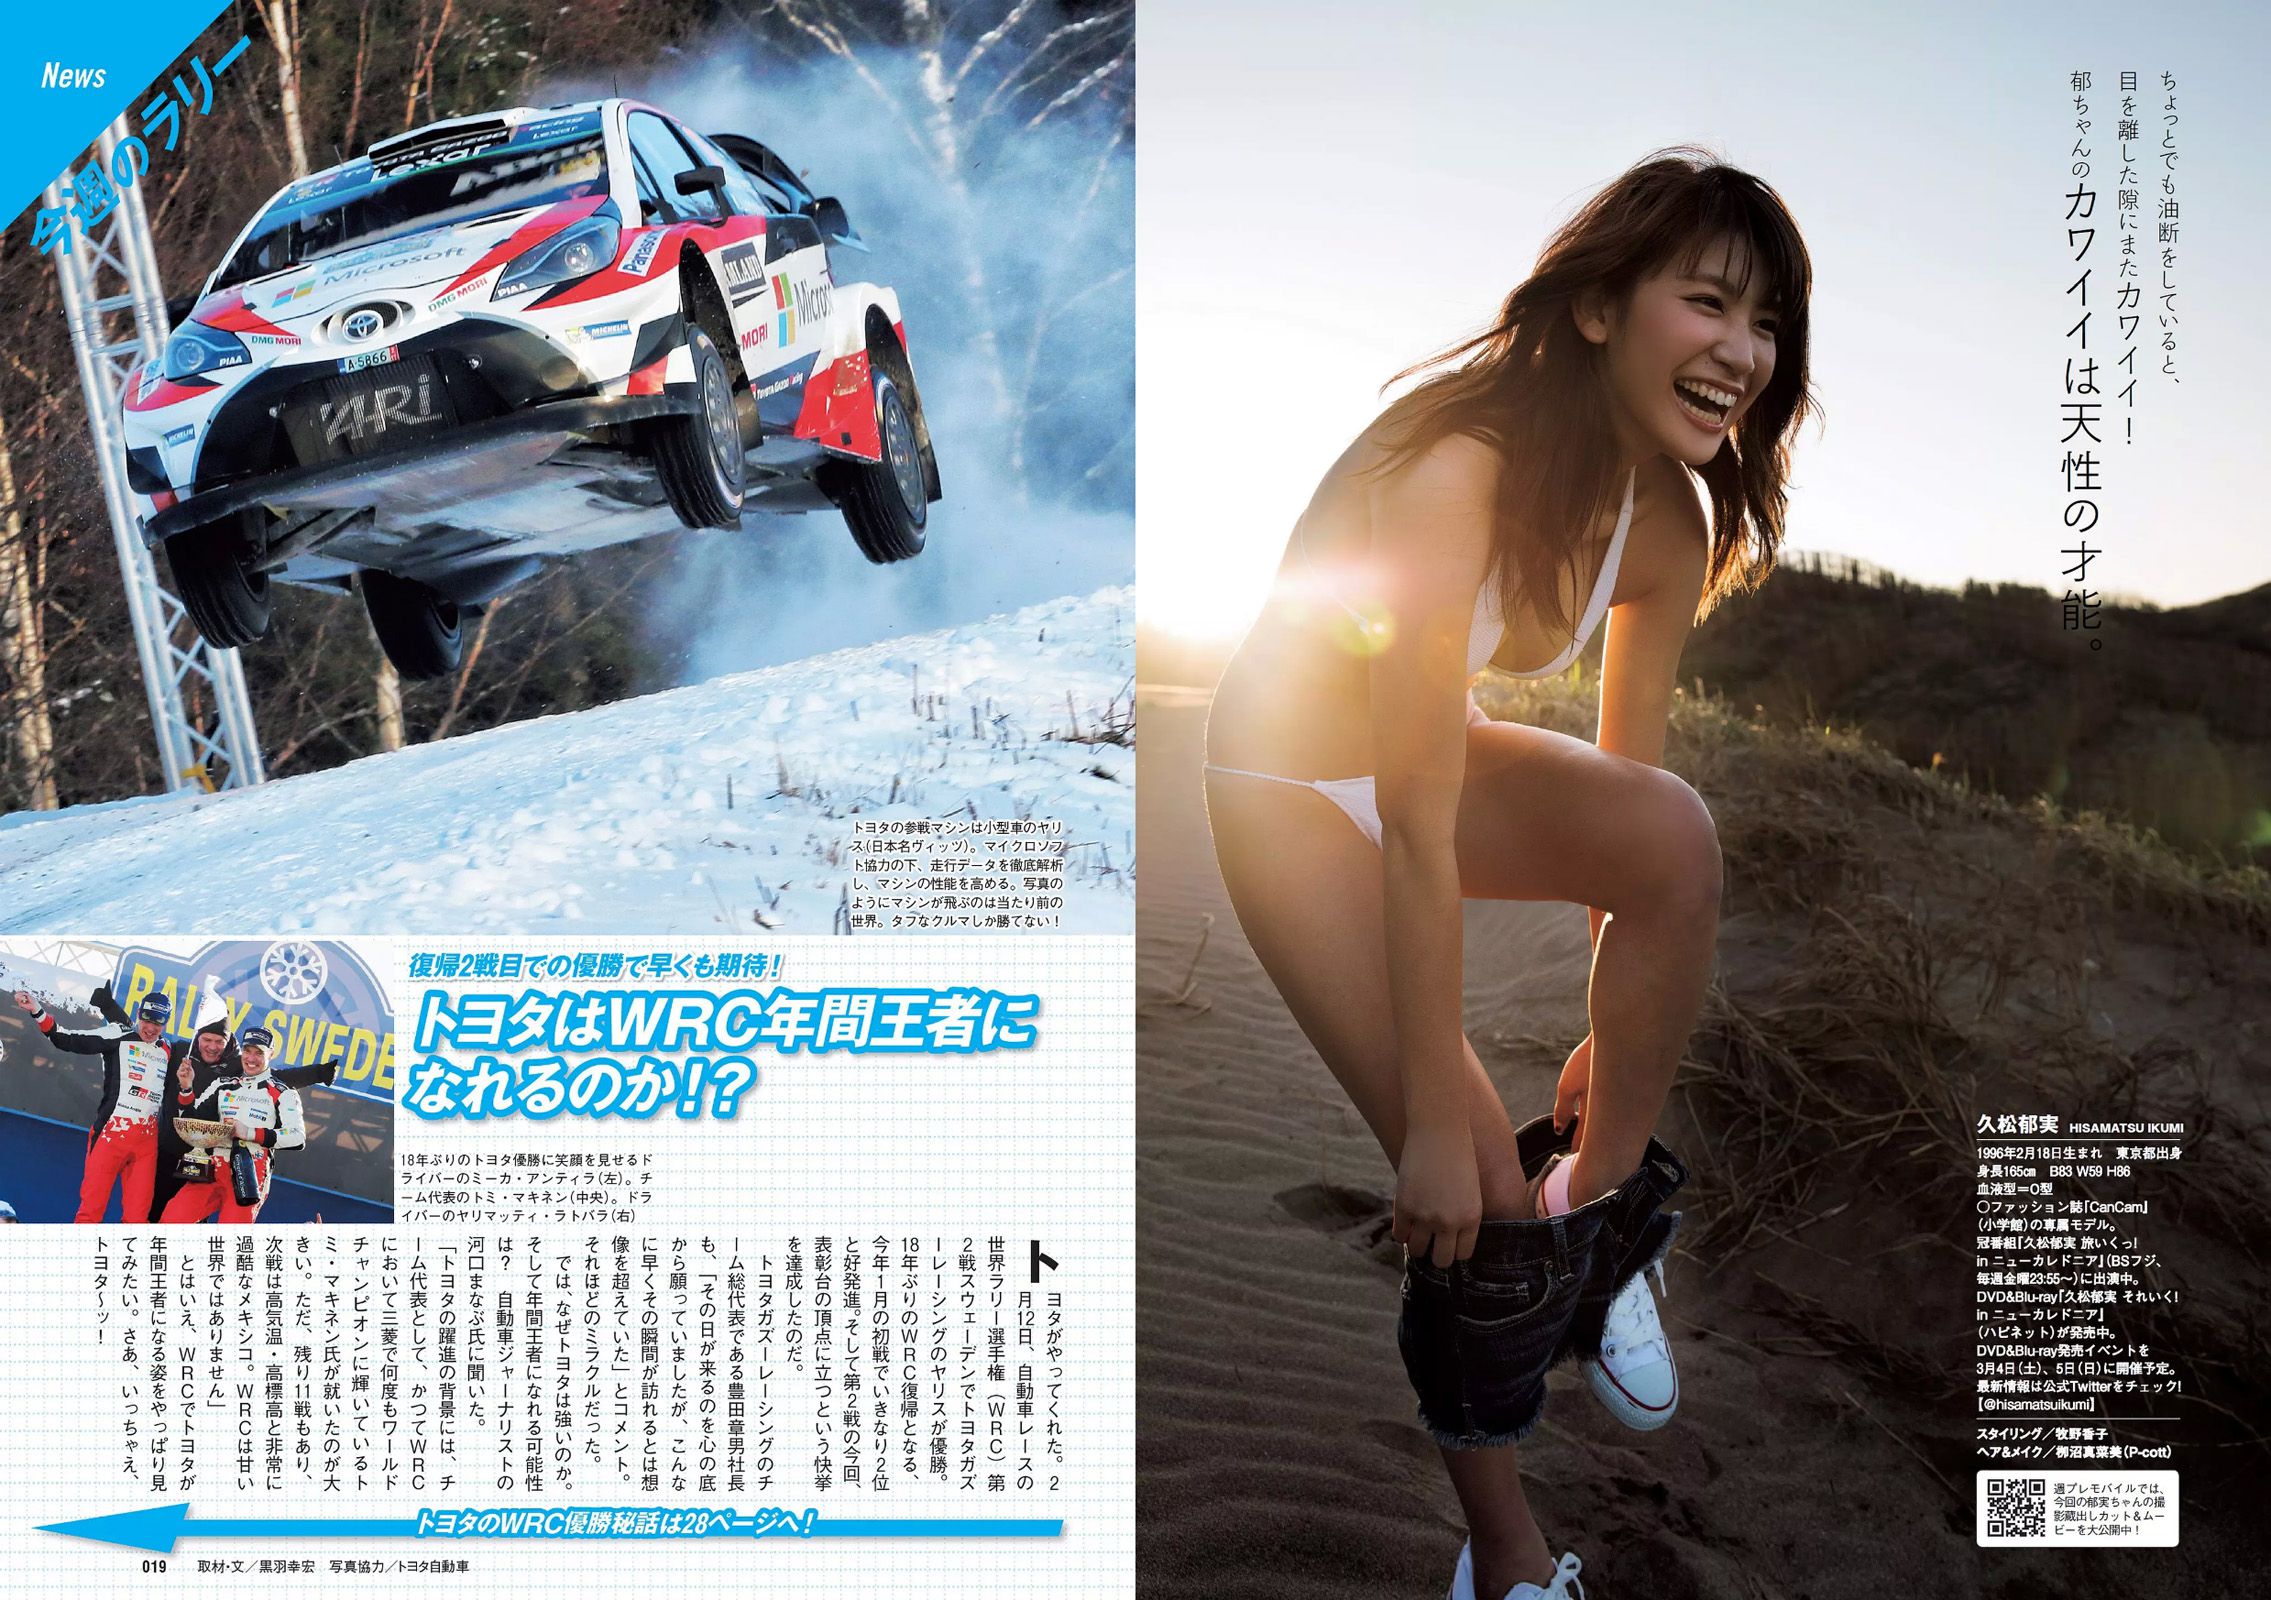 News
今週のラリー
Racing
TOYOTA GAZOO
Lexar
Lexar
Microsoft
DMG MORI
PIAA
DMG MORI
PIAA
A-5866
YARI
MICHELIN
MICHELIN
Panaso
MLAND
Micros
MORI
TOYOTA GAZOO Racing
トヨタの参戦マシンは小型車のヤリ
ス(日本名ヴィッツ)。マイクロソフ
ト協力の下、走行データを徹底解析
し、マシンの性能を高める。写真の
ようにマシンが飛ぶのは当たり前の
世界。タフなクルマしか勝てない！
RALLY SWEDE
Microsoft
復帰2戦目での優勝で早くも期待！
トヨタはWRC年間王者に
なれるのか！？
18年ぶりのトヨタ優勝に笑顔を見せるド
ライバーのミーカ・アンティラ(左)。チ
ーム代表のトミ・マキネン(中央)。ドラ
イバーのヤリマッティ・ラトバラ(右)
トヨタがやってくれた。2
月12日、自動車レースの
世界ラリー選手権（WRC）第
2戦スウェーデンでトヨタガズ
ーレーシングのヤリスが優勝。
18年ぶりのWRC復帰となる、
今年1月の初戦でいきなり2位
と好発進。そして第2戦の今回、
表彰台の頂点に立つという快挙
を達成したのだ。
トヨタガズーレーシングのチ
ーム総代表である豊田章男社長
も、「その日が来るのを心の底
から願っていましたが、こんな
に早くその瞬間が訪れるとは想
像を超えていた」とコメント。
それほどのミラクルだった。
では、なぜトヨタは強いのか。
そして年間王者になれる可能性
は？　自動車ジャーナリストの
河口まなぶ氏に聞いた。
「トヨタの躍進の背景には、チ
ーム代表として、かつてWRC
において三菱で何度もワールド
チャンピオンに輝いているト
ミ・マキネン氏が就いたのが大
きい。ただ、残り11戦もあり、
次戦は高気温・高標高と非常に
過酷なメキシコ。WRCは甘い
世界ではありません」
とはいえ、WRCでトヨタが
年間王者になる姿をやっぱり見
てみたい。さあ、いっちゃえ、
トヨタ〜ッ！
トヨタのWRC優勝秘話は28ページへ！
019　取材・文／黒羽幸宏　写真協力／トヨタ自動車
ちょっとでも油断をしていると、
目を離した隙にまたカワイイ！
郁ちゃんのカワイイは天性の才能。
久松郁実 HISAMATSU IKUMI
1996年2月18日生まれ　東京都出身
身長165㎝　B83 W59 H86
血液型＝O型
○ファッション誌『CanCam』
（小学館）の専属モデル。
冠番組『久松郁実 旅いくっ!
in ニューカレドニア』（BSフジ、
毎週金曜23:55〜）に出演中。
DVD&Blu-ray『久松郁実 それいく!
in ニューカレドニア』
（ハピネット）が発売中。
DVD&Blu-ray発売イベントを
3月4日（土）、5日（日）に開催予定。
最新情報は公式Twitterをチェック!
【@hisamatsuikumi】
スタイリング／牧野香子
ヘア&メイク／栁沼真菜美（P-cott）
週プレモバイルでは、
今回の郁実ちゃんの撮
影蔵出しカット&ムー
ビーを大公開中！